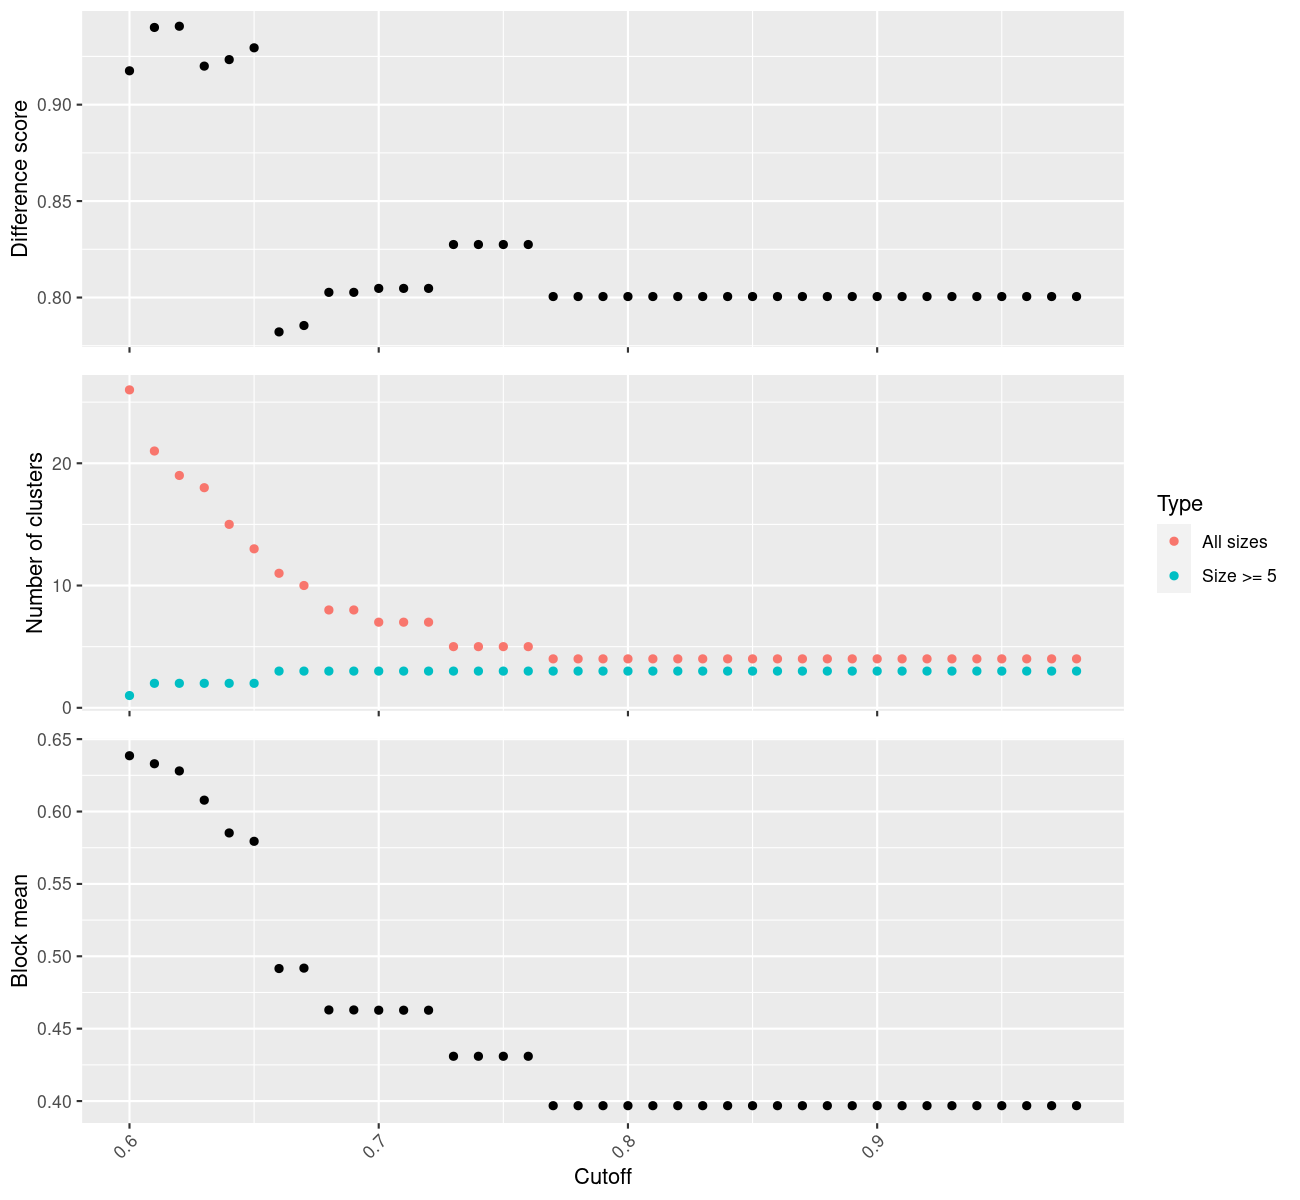 Difference score
0.90
0.85
0.80
Number of clusters
20
10
0
Type
All sizes
Size >= 5
Block mean
0.65
0.60
0.55
0.50
0.45
0.40
0.6 0.7 0.8 0.9
Cutoff